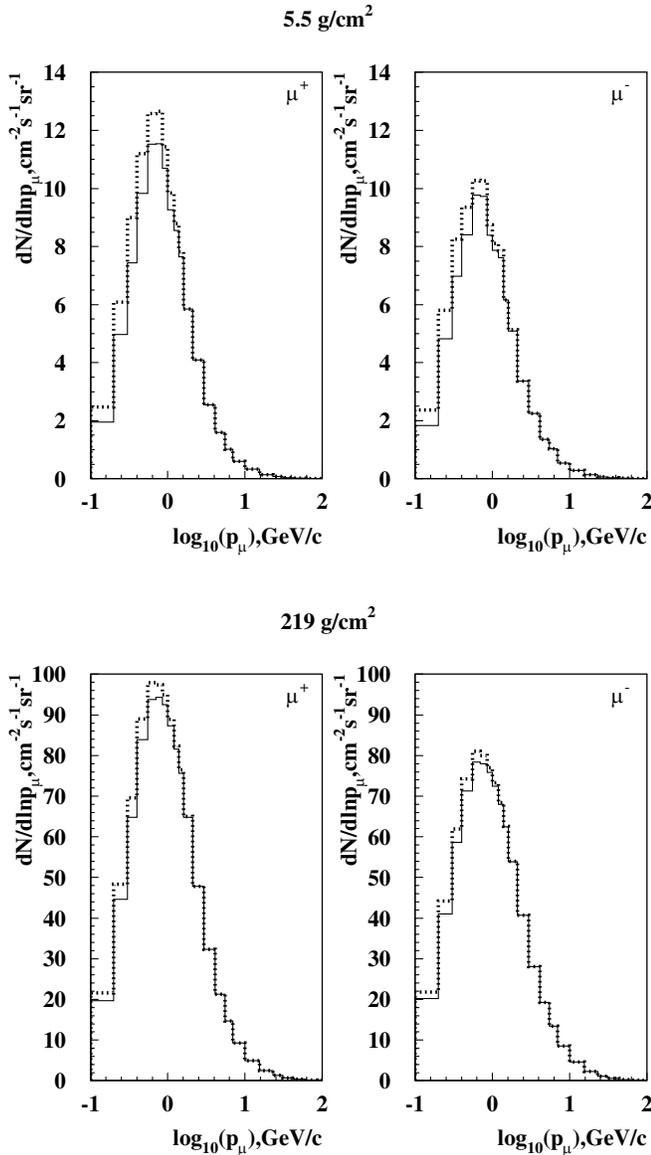 5.5 g/cm²
dN/dlnpμ,cm⁻²s⁻¹sr⁻¹
14
12
10
8
6
4
2
0
μ⁺
-1 0 1 2
log₁₀(pμ),GeV/c
dN/dlnpμ,cm⁻²s⁻¹sr⁻¹
14
12
10
8
6
4
2
0
μ⁻
-1 0 1 2
log₁₀(pμ),GeV/c
219 g/cm²
dN/dlnpμ,cm⁻²s⁻¹sr⁻¹
100
90
80
70
60
50
40
30
20
10
0
μ⁺
-1 0 1 2
log₁₀(pμ),GeV/c
dN/dlnpμ,cm⁻²s⁻¹sr⁻¹
100
90
80
70
60
50
40
30
20
10
0
μ⁻
-1 0 1 2
log₁₀(pμ),GeV/c